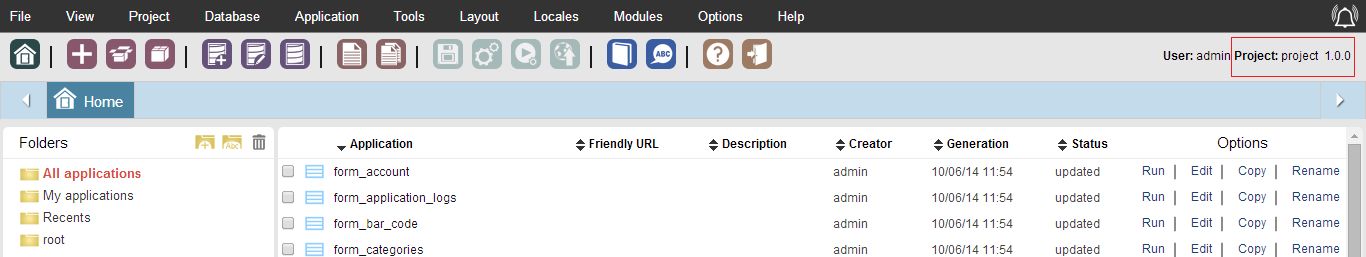 File View Project Database Application Tools Layout Locales Modules Options Help
ABC
User: admin Project: project 1.0.0
Home
Folders
ABC
All applications
My applications
Recents
root
Application Friendly URL Description Creator Generation Status Options
form_account admin 10/06/14 11:54 updated Run | Edit | Copy | Rename
form_application_logs admin 10/06/14 11:54 updated Run | Edit | Copy | Rename
form_bar_code admin 10/06/14 11:54 updated Run | Edit | Copy | Rename
form_categories admin 10/06/14 11:54 updated Run | Edit | Copy | Rename